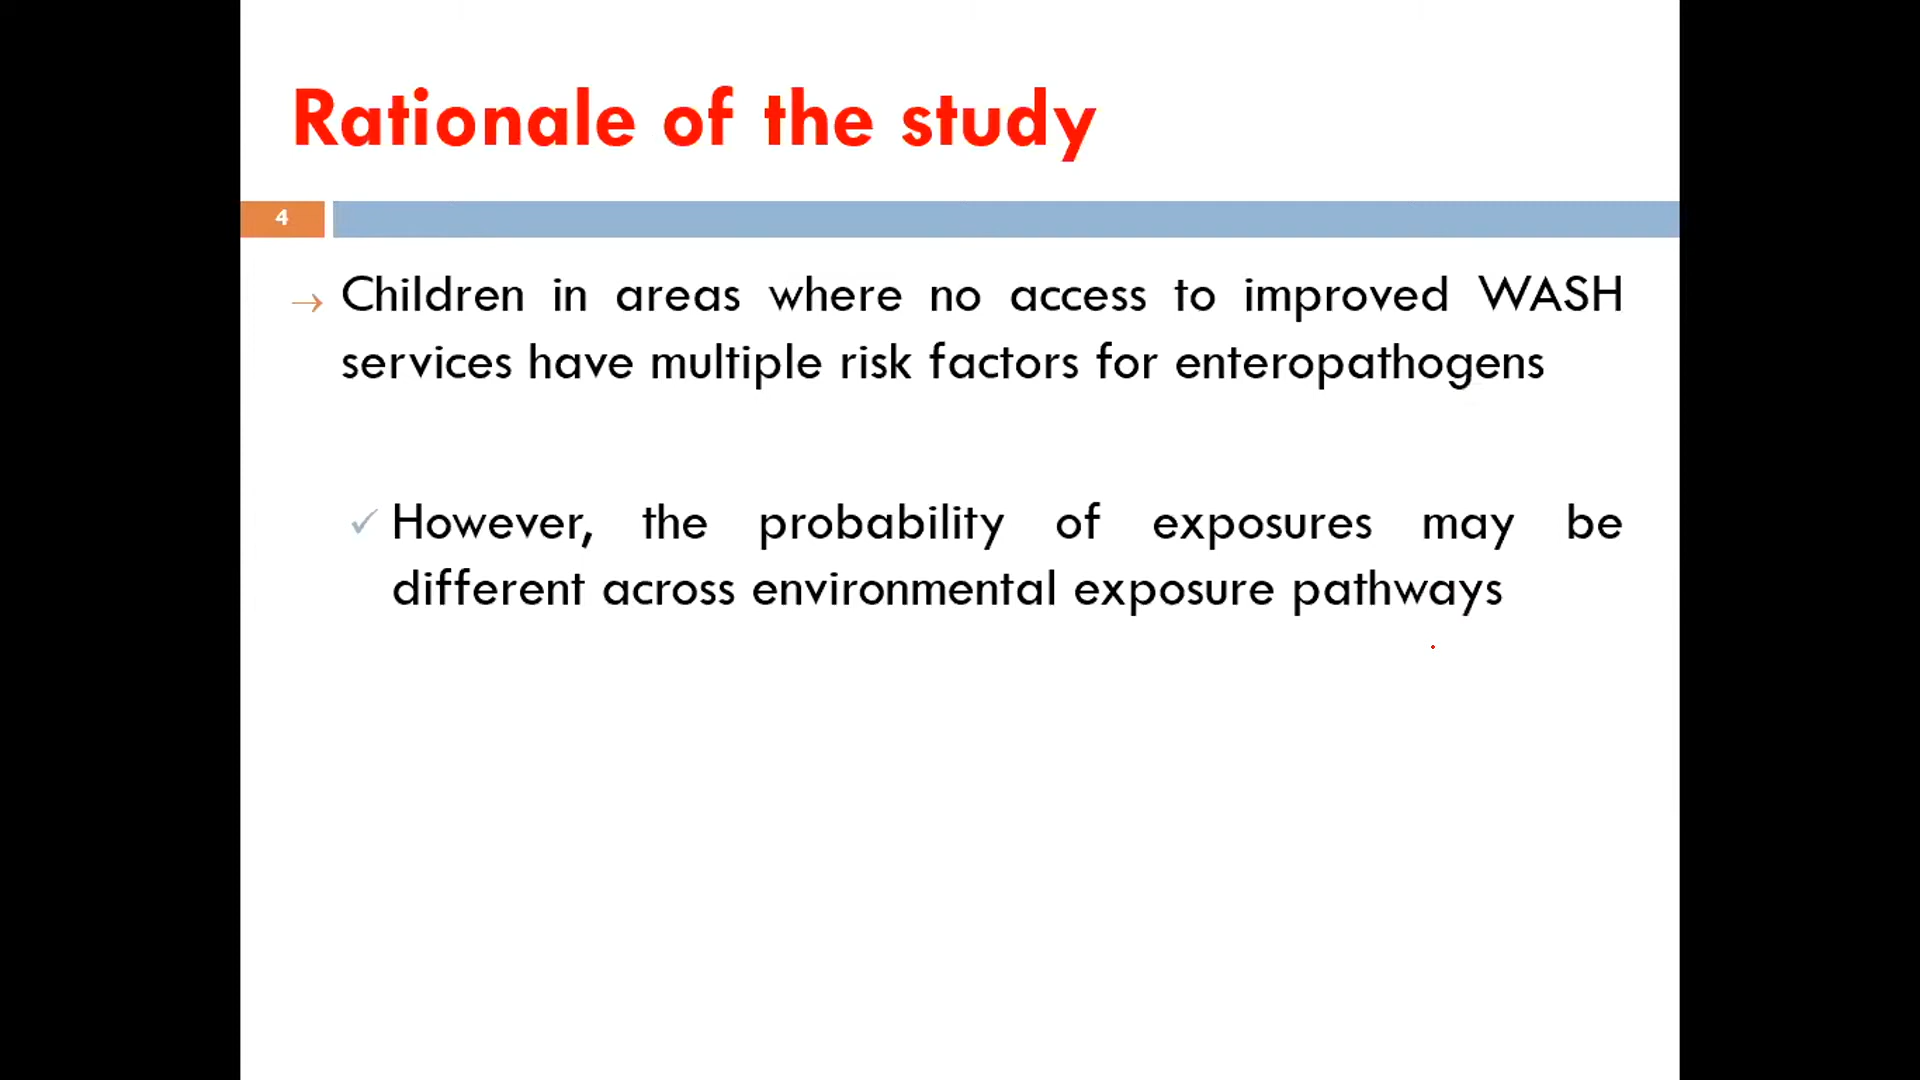 Rationale of the study
4
→ Children in areas where no access to improved WASH
services have multiple risk factors for enteropathogens
✓ However, the probability of exposures may be
different across environmental exposure pathways